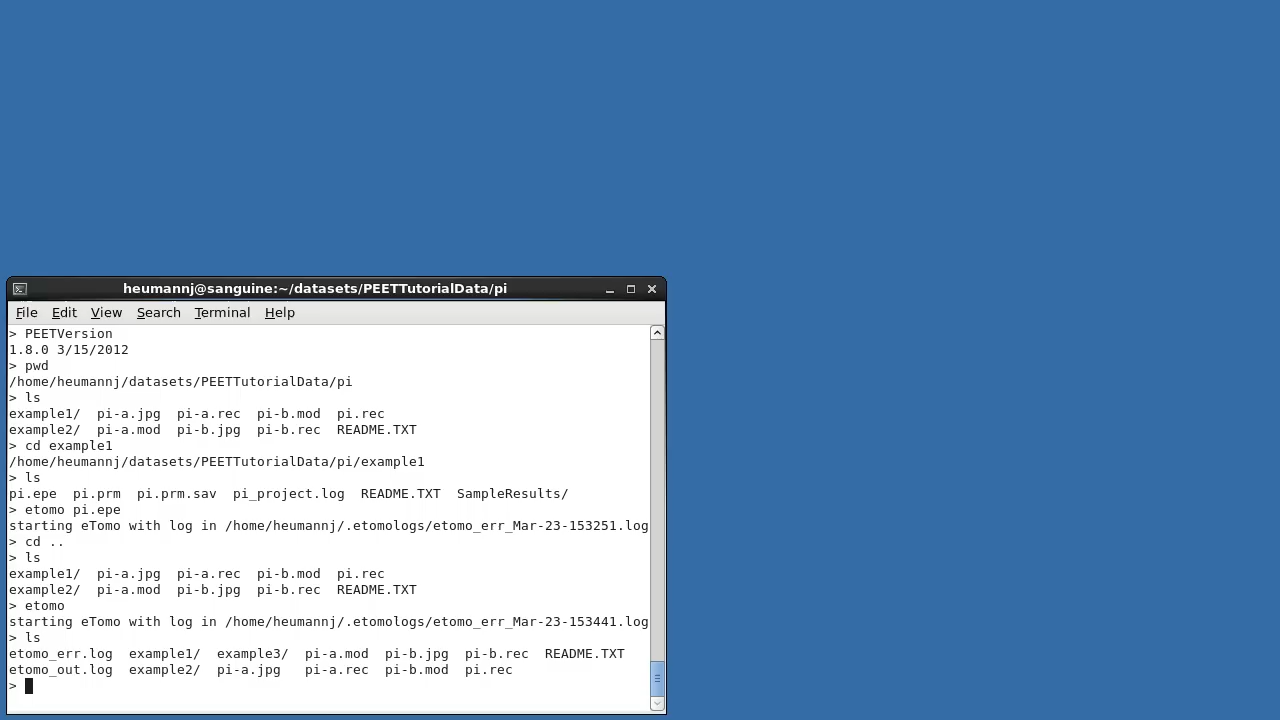 heumannj@sanguine:~/datasets/PEETTutorialData/pi
File Edit View Search Terminal Help
> PEETVersion
1.8.0 3/15/2012
> pwd
/home/heumannj/datasets/PEETTutorialData/pi
> ls
example1/  pi-a.jpg  pi-a.rec  pi-b.mod  pi.rec
example2/  pi-a.mod  pi-b.jpg  pi-b.rec  README.TXT
> cd example1
/home/heumannj/datasets/PEETTutorialData/pi/example1
> ls
pi.epe  pi.prm  pi.prm.sav  pi_project.log  README.TXT  SampleResults/
> etomo pi.epe
starting eTomo with log in /home/heumannj/.etomologs/etomo_err_Mar-23-153251.log
> cd ..
> ls
example1/  pi-a.jpg  pi-a.rec  pi-b.mod  pi.rec
example2/  pi-a.mod  pi-b.jpg  pi-b.rec  README.TXT
> etomo
starting eTomo with log in /home/heumannj/.etomologs/etomo_err_Mar-23-153441.log
> ls
etomo_err.log  example1/  example3/  pi-a.mod  pi-b.jpg  pi-b.rec  README.TXT
etomo_out.log  example2/  pi-a.jpg   pi-a.rec  pi-b.mod  pi.rec
>